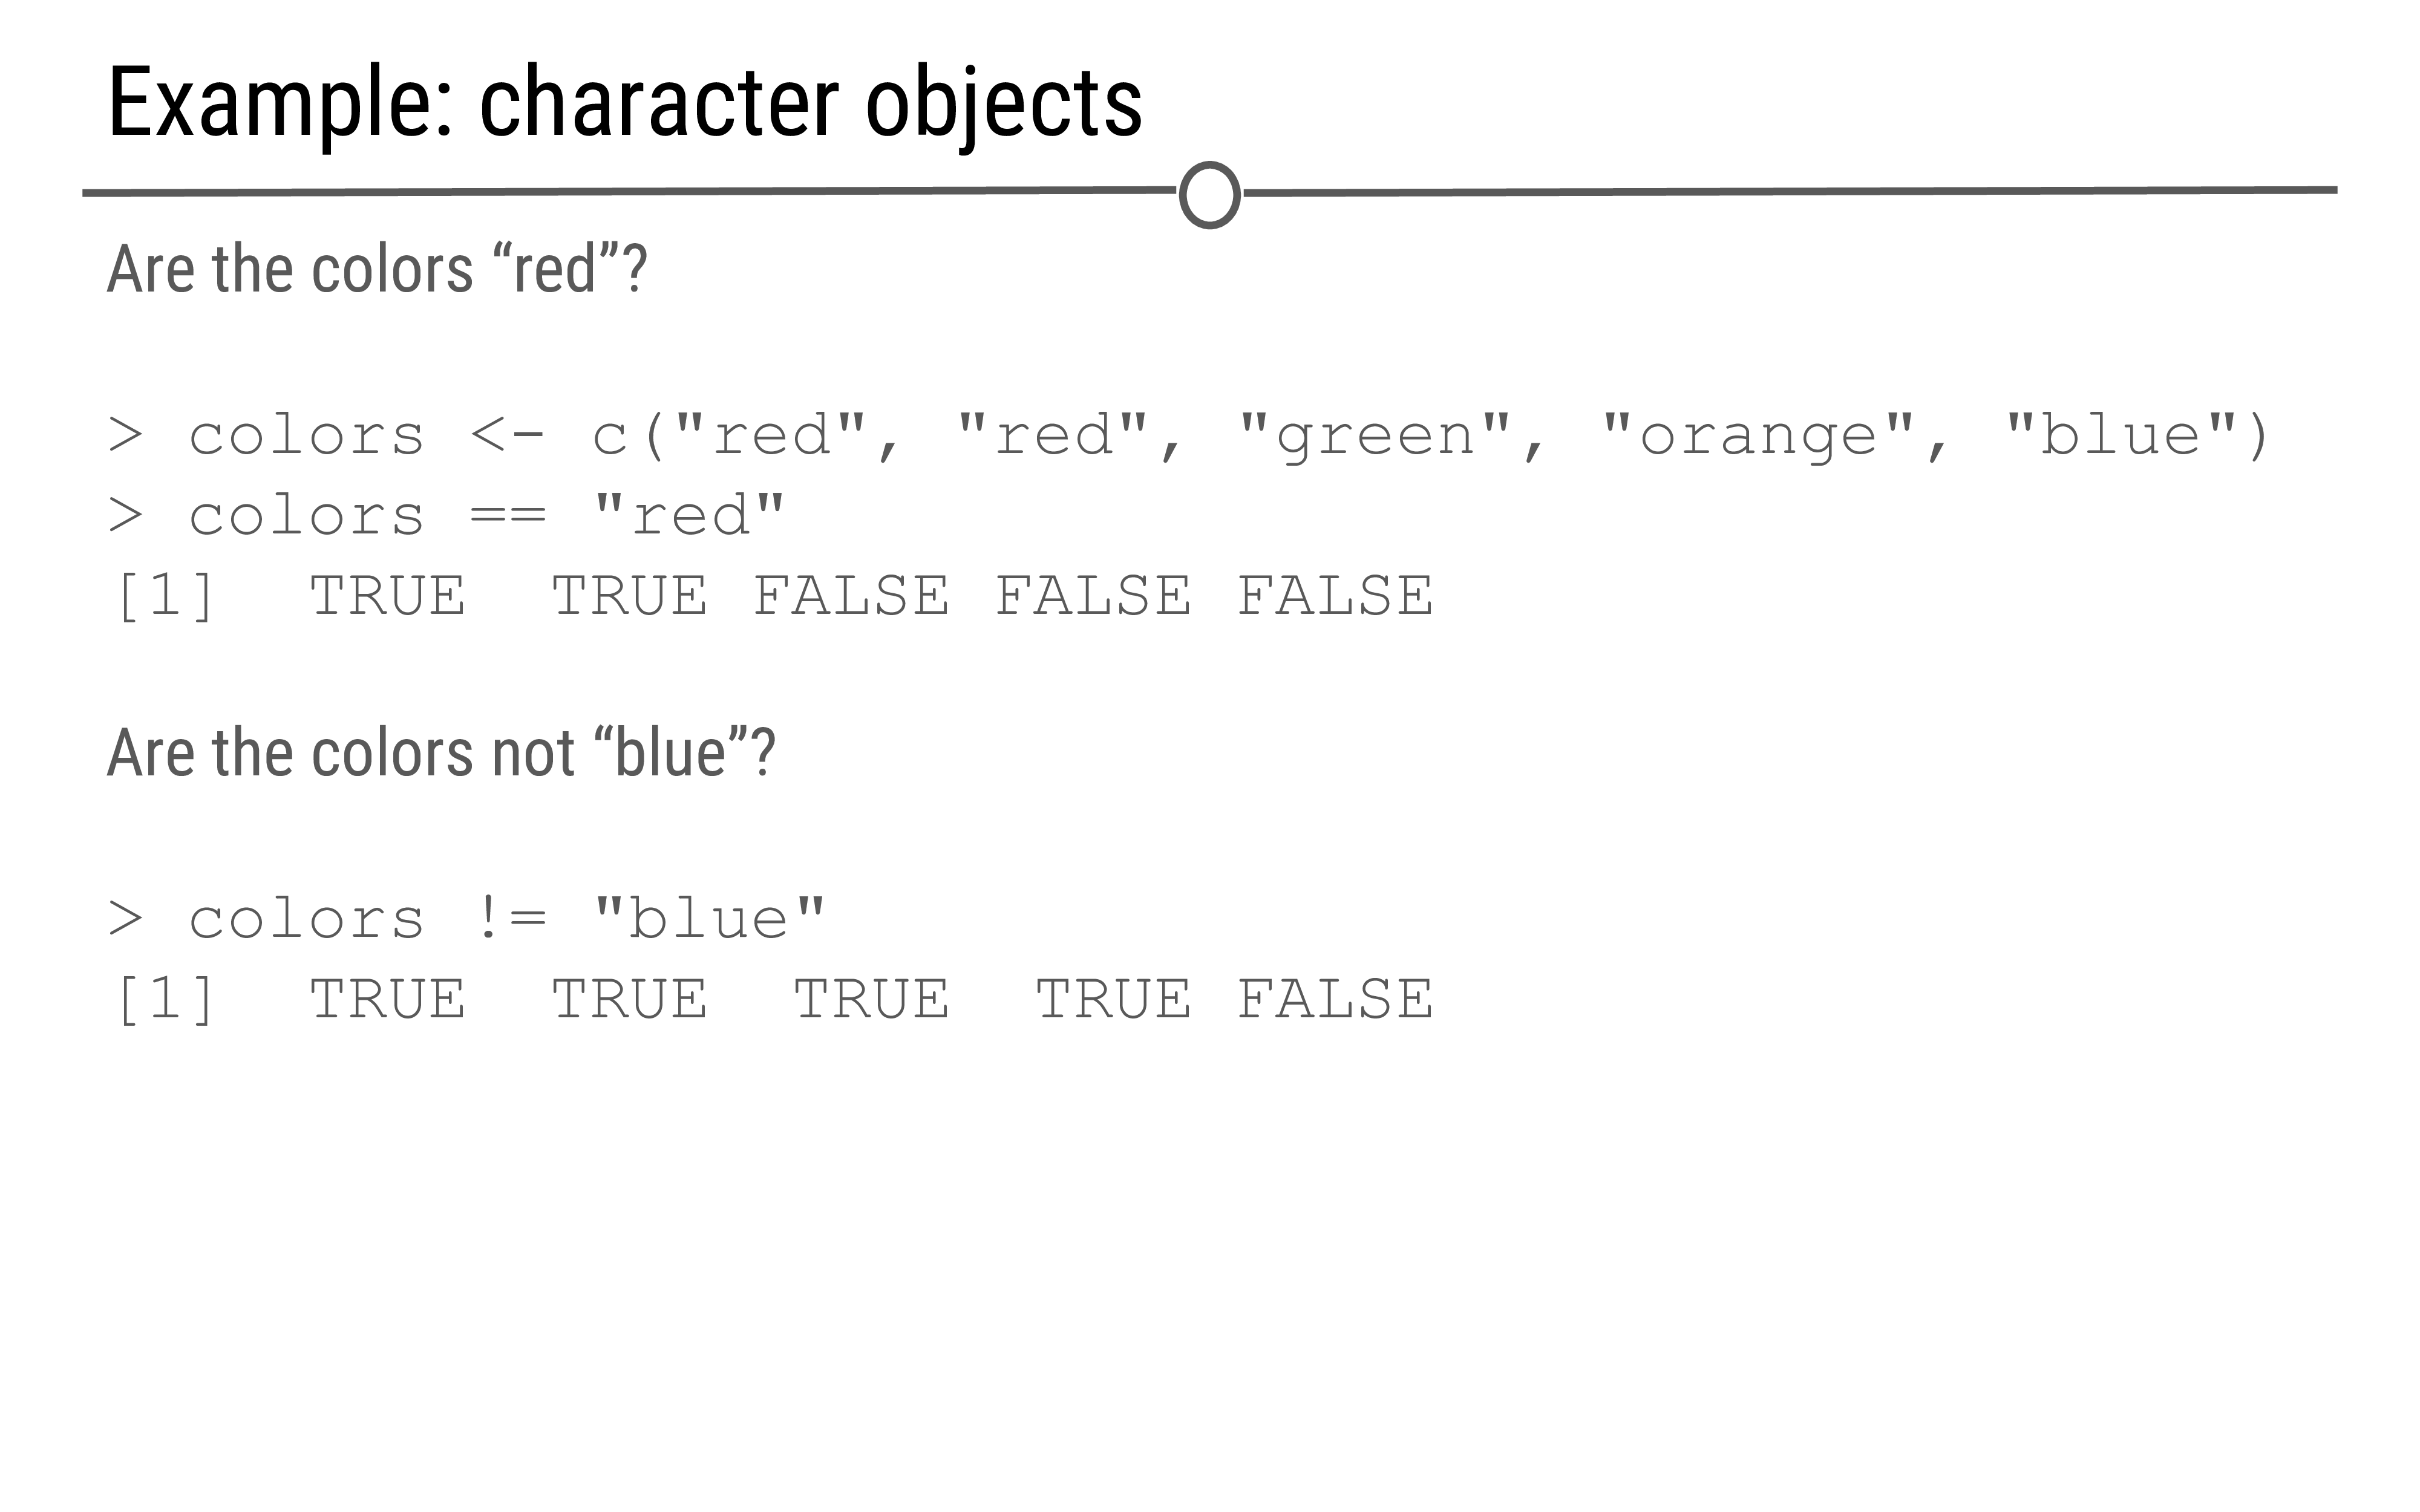 Example: character objects
Are the colors “red”?
> colors <- c("red", "red", "green", "orange", "blue")
> colors == "red"
[1]  TRUE  TRUE FALSE FALSE FALSE
Are the colors not “blue”?
> colors != "blue"
[1]  TRUE  TRUE  TRUE  TRUE FALSE